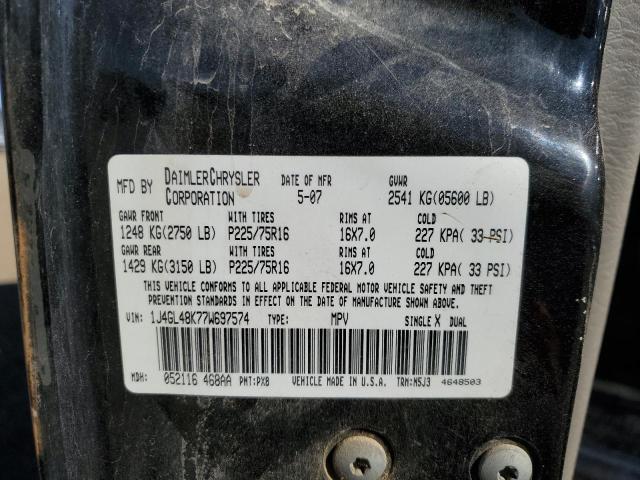 MFD BY DAIMLERCHRYSLER CORPORATION DATE OF MFR 5-07 GVWR 2541 KG(05600 LB)
GAWR FRONT WITH TIRES RIMS AT COLD
1248 KG(2750 LB) P225/75R16 16X7.0 227 KPA( 33 PSI)
GAWR REAR WITH TIRES RIMS AT COLD
1429 KG(3150 LB) P225/75R16 16X7.0 227 KPA( 33 PSI)
THIS VEHICLE CONFORMS TO ALL APPLICABLE FEDERAL MOTOR VEHICLE SAFETY AND THEFT
PREVENTION STANDARDS IN EFFECT ON THE DATE OF MANUFACTURE SHOWN ABOVE.
VIN: 1J4GL48K77W697574 TYPE: MPV SINGLE X DUAL
MDH: 052116 468AA PNT:PX8 VEHICLE MADE IN U.S.A. TRM:M5J3 4648503